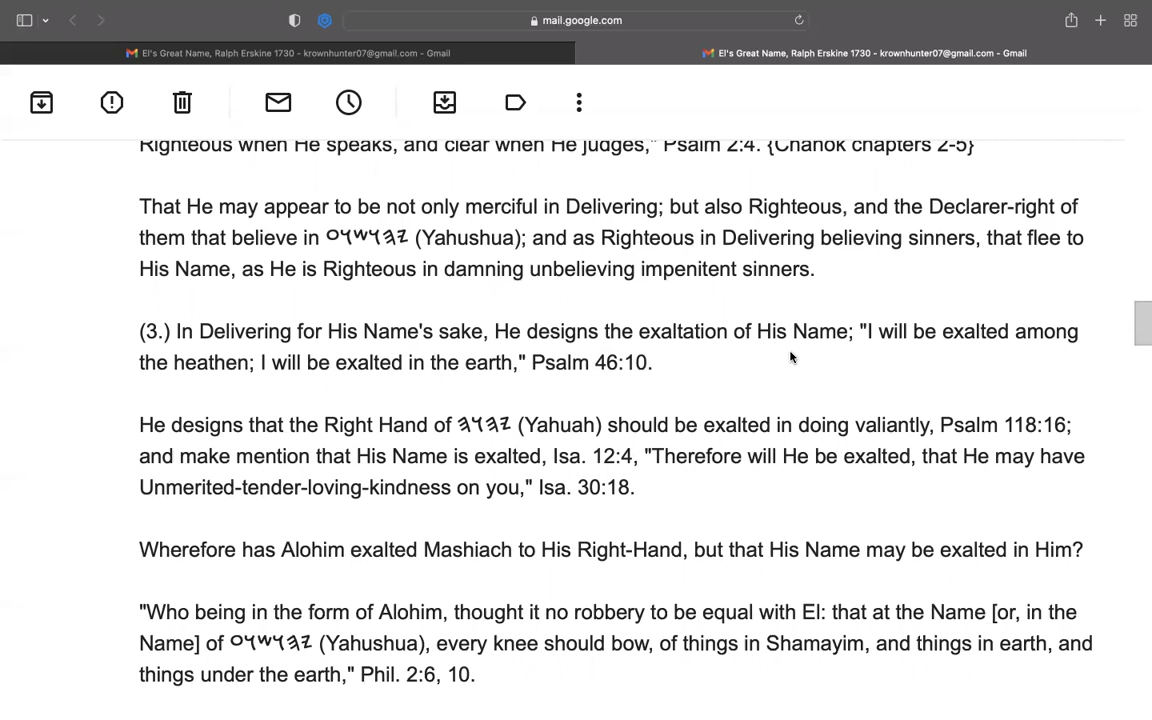 mail.google.com
El's Great Name, Ralph Erskine 1730 - krownhunter07@gmail.com - Gmail
El's Great Name, Ralph Erskine 1730 - krownhunter07@gmail.com - Gmail
Righteous when He speaks, and clear when He judges," Psalm 2:4. {Chanok chapters 2-5}
That He may appear to be not only merciful in Delivering; but also Righteous, and the Declarer-right of
them that believe in 𐤉𐤄𐤅𐤔𐤅𐤏 (Yahushua); and as Righteous in Delivering believing sinners, that flee to
His Name, as He is Righteous in damning unbelieving impenitent sinners.
(3.) In Delivering for His Name's sake, He designs the exaltation of His Name; "I will be exalted among
the heathen; I will be exalted in the earth," Psalm 46:10.
He designs that the Right Hand of 𐤉𐤄𐤅𐤄 (Yahuah) should be exalted in doing valiantly, Psalm 118:16;
and make mention that His Name is exalted, Isa. 12:4, "Therefore will He be exalted, that He may have
Unmerited-tender-loving-kindness on you," Isa. 30:18.
Wherefore has Alohim exalted Mashiach to His Right-Hand, but that His Name may be exalted in Him?
"Who being in the form of Alohim, thought it no robbery to be equal with El: that at the Name [or, in the
Name] of 𐤉𐤄𐤅𐤔𐤅𐤏 (Yahushua), every knee should bow, of things in Shamayim, and things in earth, and
things under the earth," Phil. 2:6, 10.